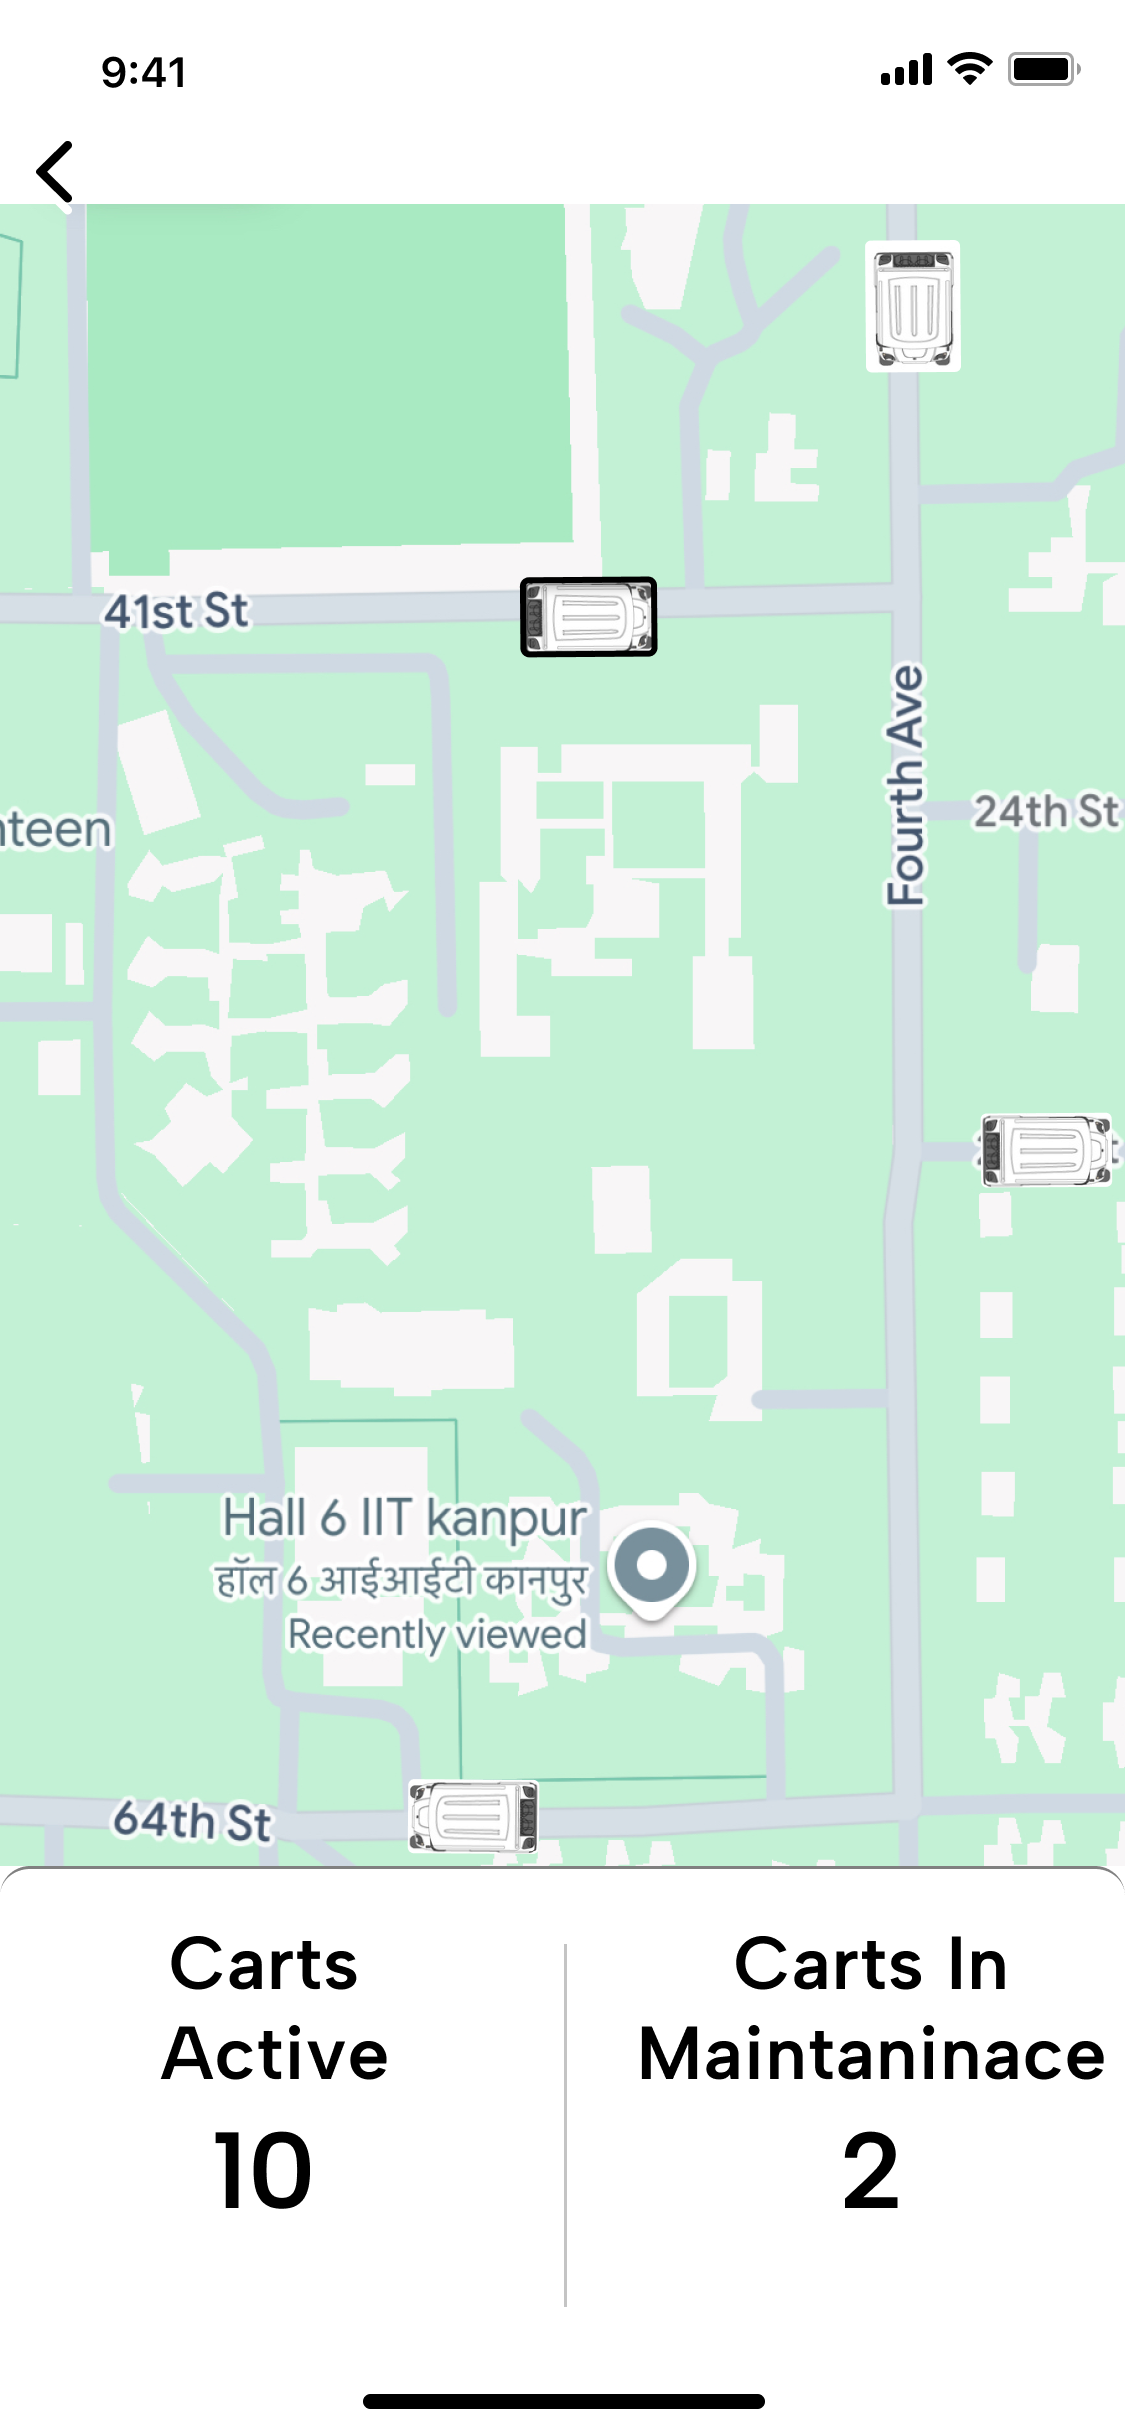 9:41
41st St
Fourth Ave
24th St
nteen
Hall 6 IIT kanpur
हॉल 6 आईआईटी कानपुर
Recently viewed
64th St
Carts
Active
10
Carts In
Maintaninace
2